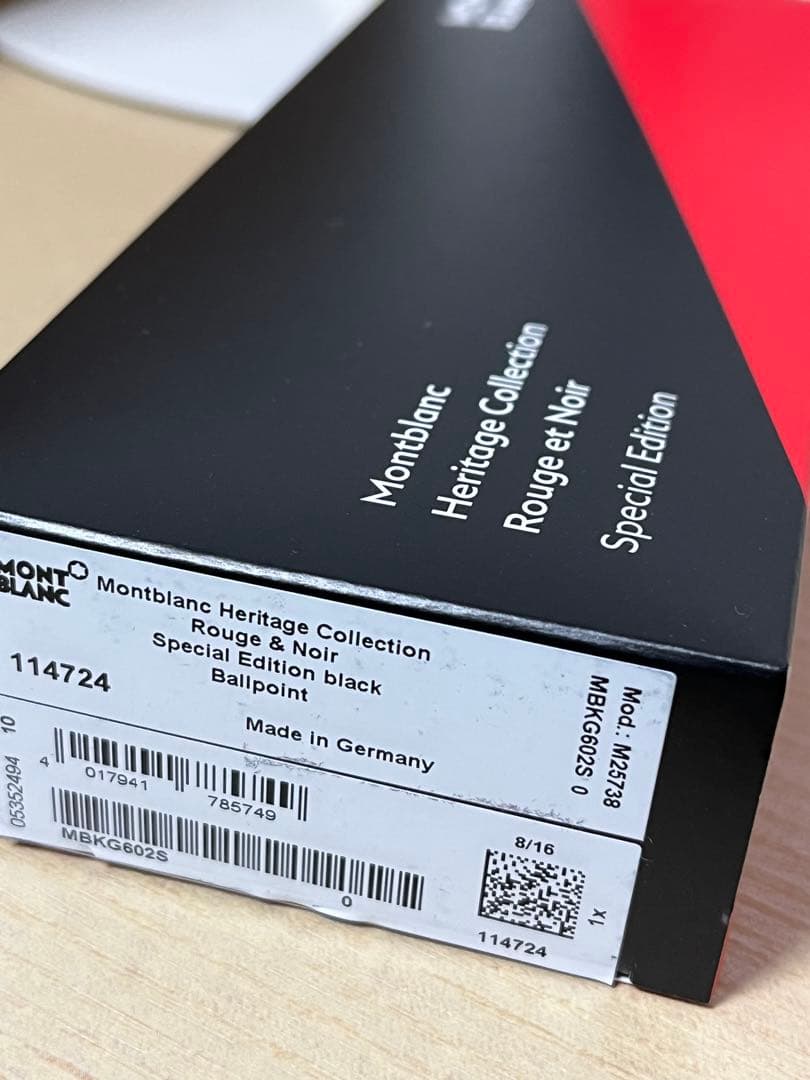 Montblanc
Heritage Collection
Rouge et Noir
Special Edition
MONT
BLANC
Montblanc Heritage Collection
Rouge & Noir
Special Edition black
Ballpoint
114724
Made in Germany
Mod.: M25738
MBKG602S 0
05352494 10
4 017941 785749
MBKG602S 0
8/16
1x
114724